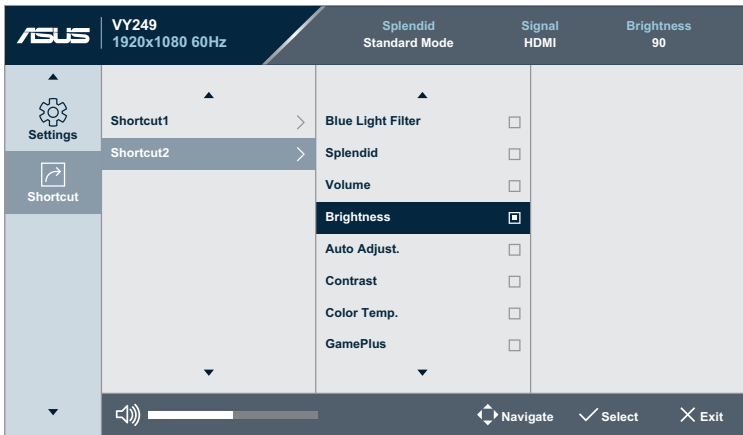 ASUS
VY249
1920x1080 60Hz
Splendid
Standard Mode
Signal
HDMI
Brightness
90
Settings
Shortcut
Shortcut1
Shortcut2
Blue Light Filter
Splendid
Volume
Brightness
Auto Adjust.
Contrast
Color Temp.
GamePlus
Navigate
Select
Exit